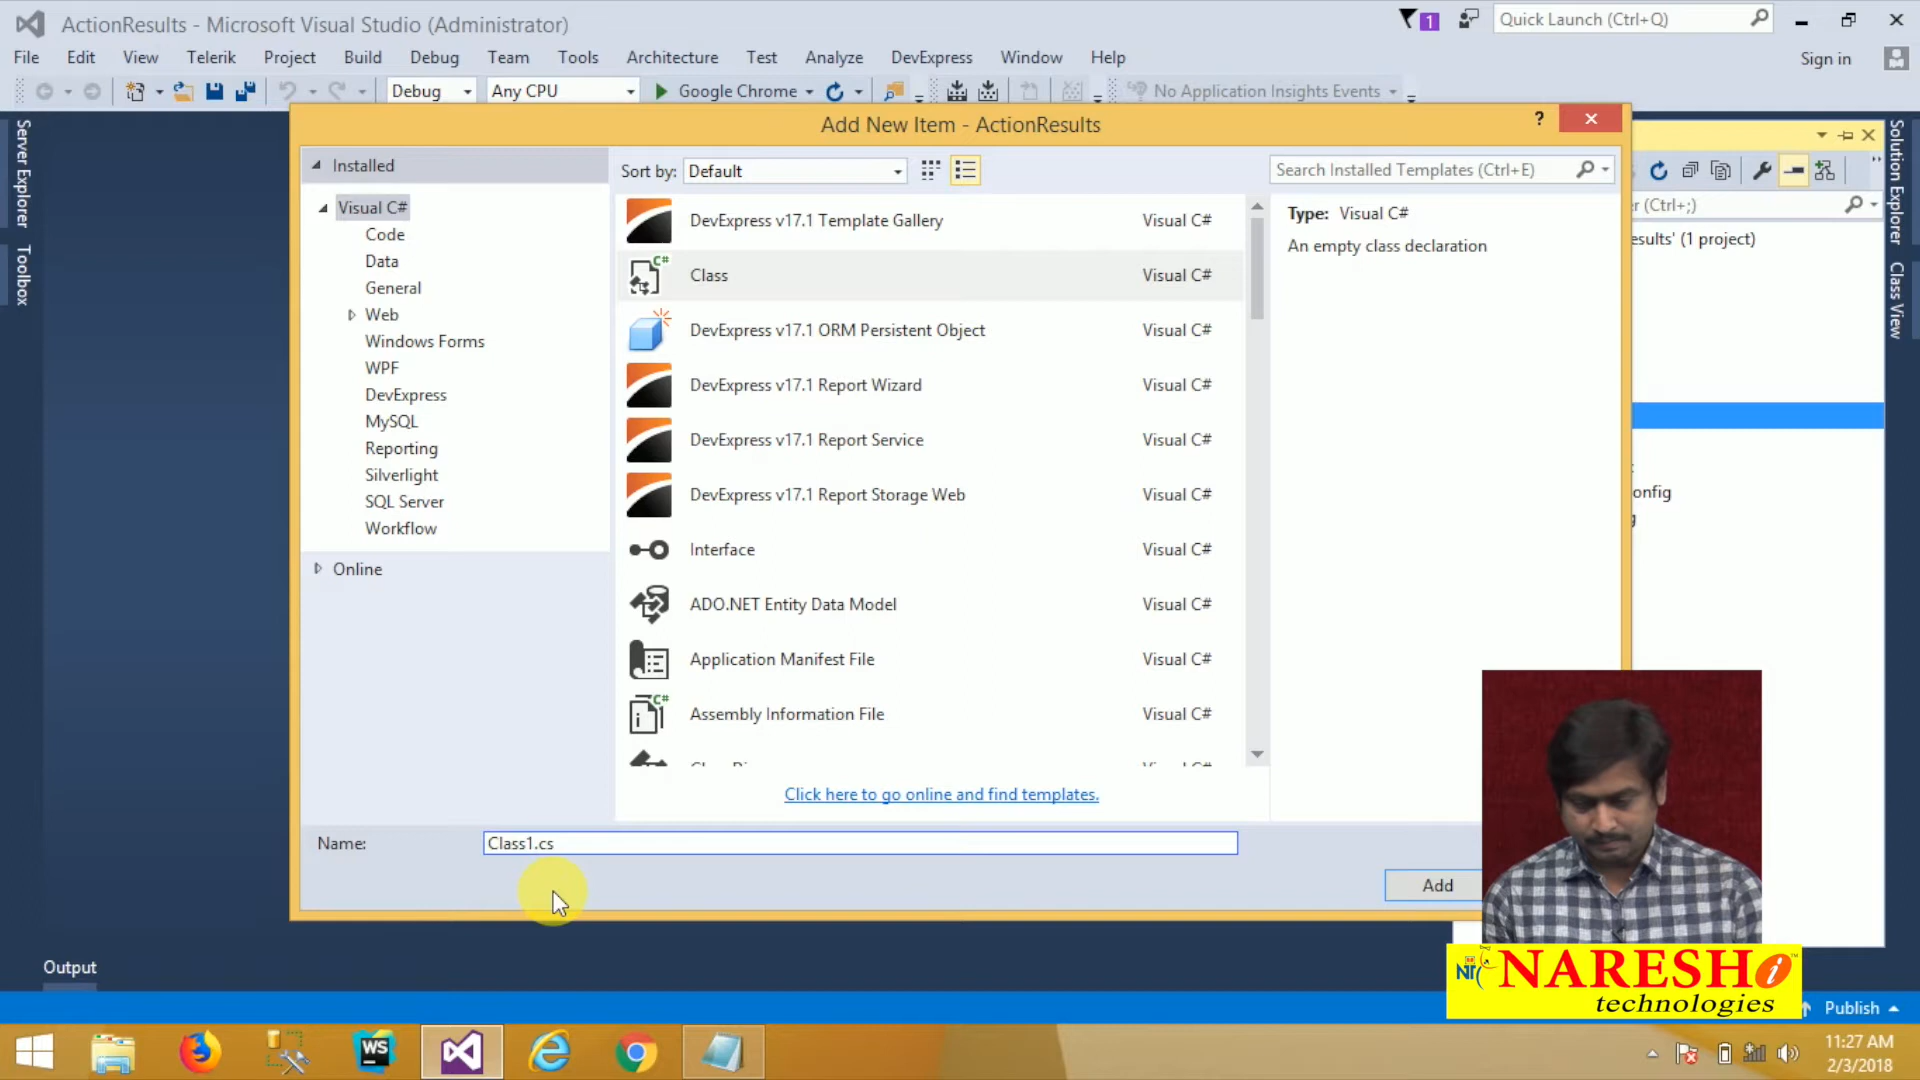 ActionResults - Microsoft Visual Studio (Administrator)
1
Quick Launch (Ctrl+Q)
File Edit View Telerik Project Build Debug Team Tools Architecture Test Analyze DevExpress Window Help
Sign in
Debug Any CPU Google Chrome No Application Insights Events
Server Explorer
Toolbox
Add New Item - ActionResults
?
Installed
Sort by: Default
Search Installed Templates (Ctrl+E)
Visual C#
Code
Data
General
Web
Windows Forms
WPF
DevExpress
MySQL
Reporting
Silverlight
SQL Server
Workflow
Online
DevExpress v17.1 Template Gallery Visual C#
Class Visual C#
DevExpress v17.1 ORM Persistent Object Visual C#
DevExpress v17.1 Report Wizard Visual C#
DevExpress v17.1 Report Service Visual C#
DevExpress v17.1 Report Storage Web Visual C#
Interface Visual C#
ADO.NET Entity Data Model Visual C#
Application Manifest File Visual C#
Assembly Information File Visual C#
Click here to go online and find templates.
Type: Visual C#
An empty class declaration
Name: Class1.cs
Add
(Ctrl+;)
esults' (1 project)
onfig
Solution Explorer
Class View
Output
NARESH i
technologies
Publish
WS
11:27 AM
2/3/2018